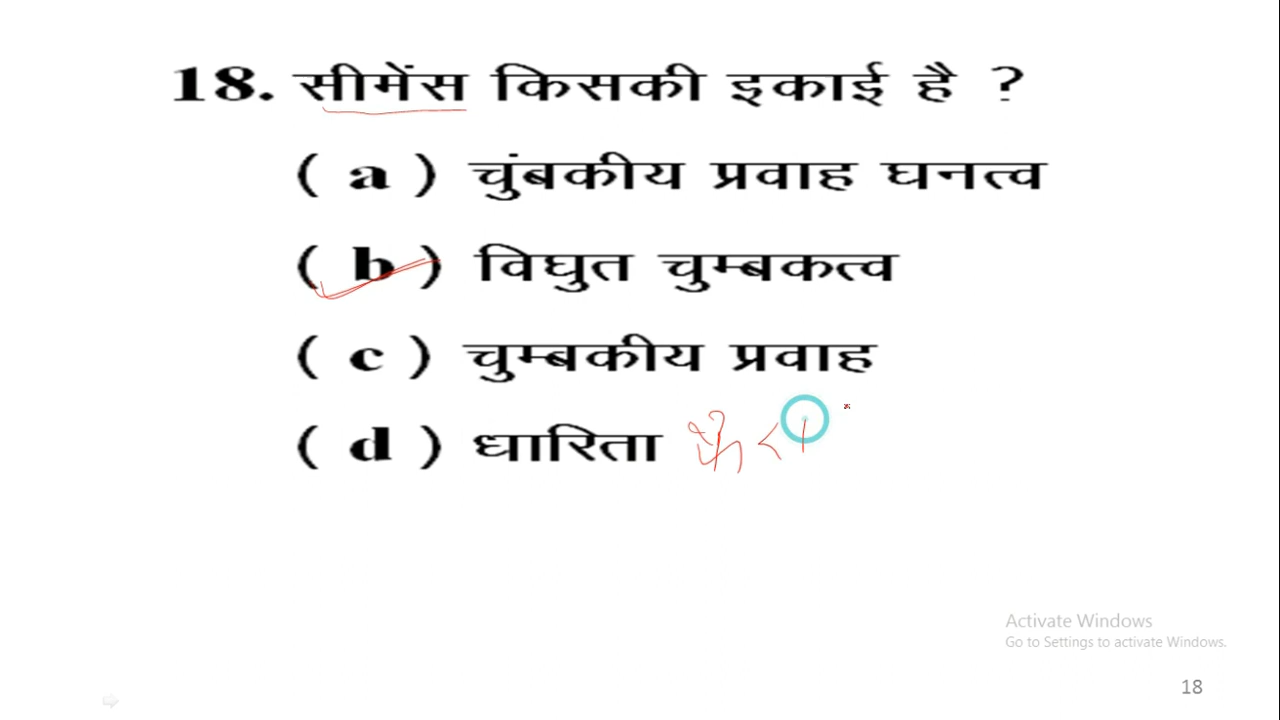 18. सीमेंस किसकी इकाई है ?
( a ) चुंबकीय प्रवाह घनत्व
( b ) विघुत चुम्बकत्व
( c ) चुम्बकीय प्रवाह
( d ) धारिता
Activate Windows
Go to Settings to activate Windows.
18